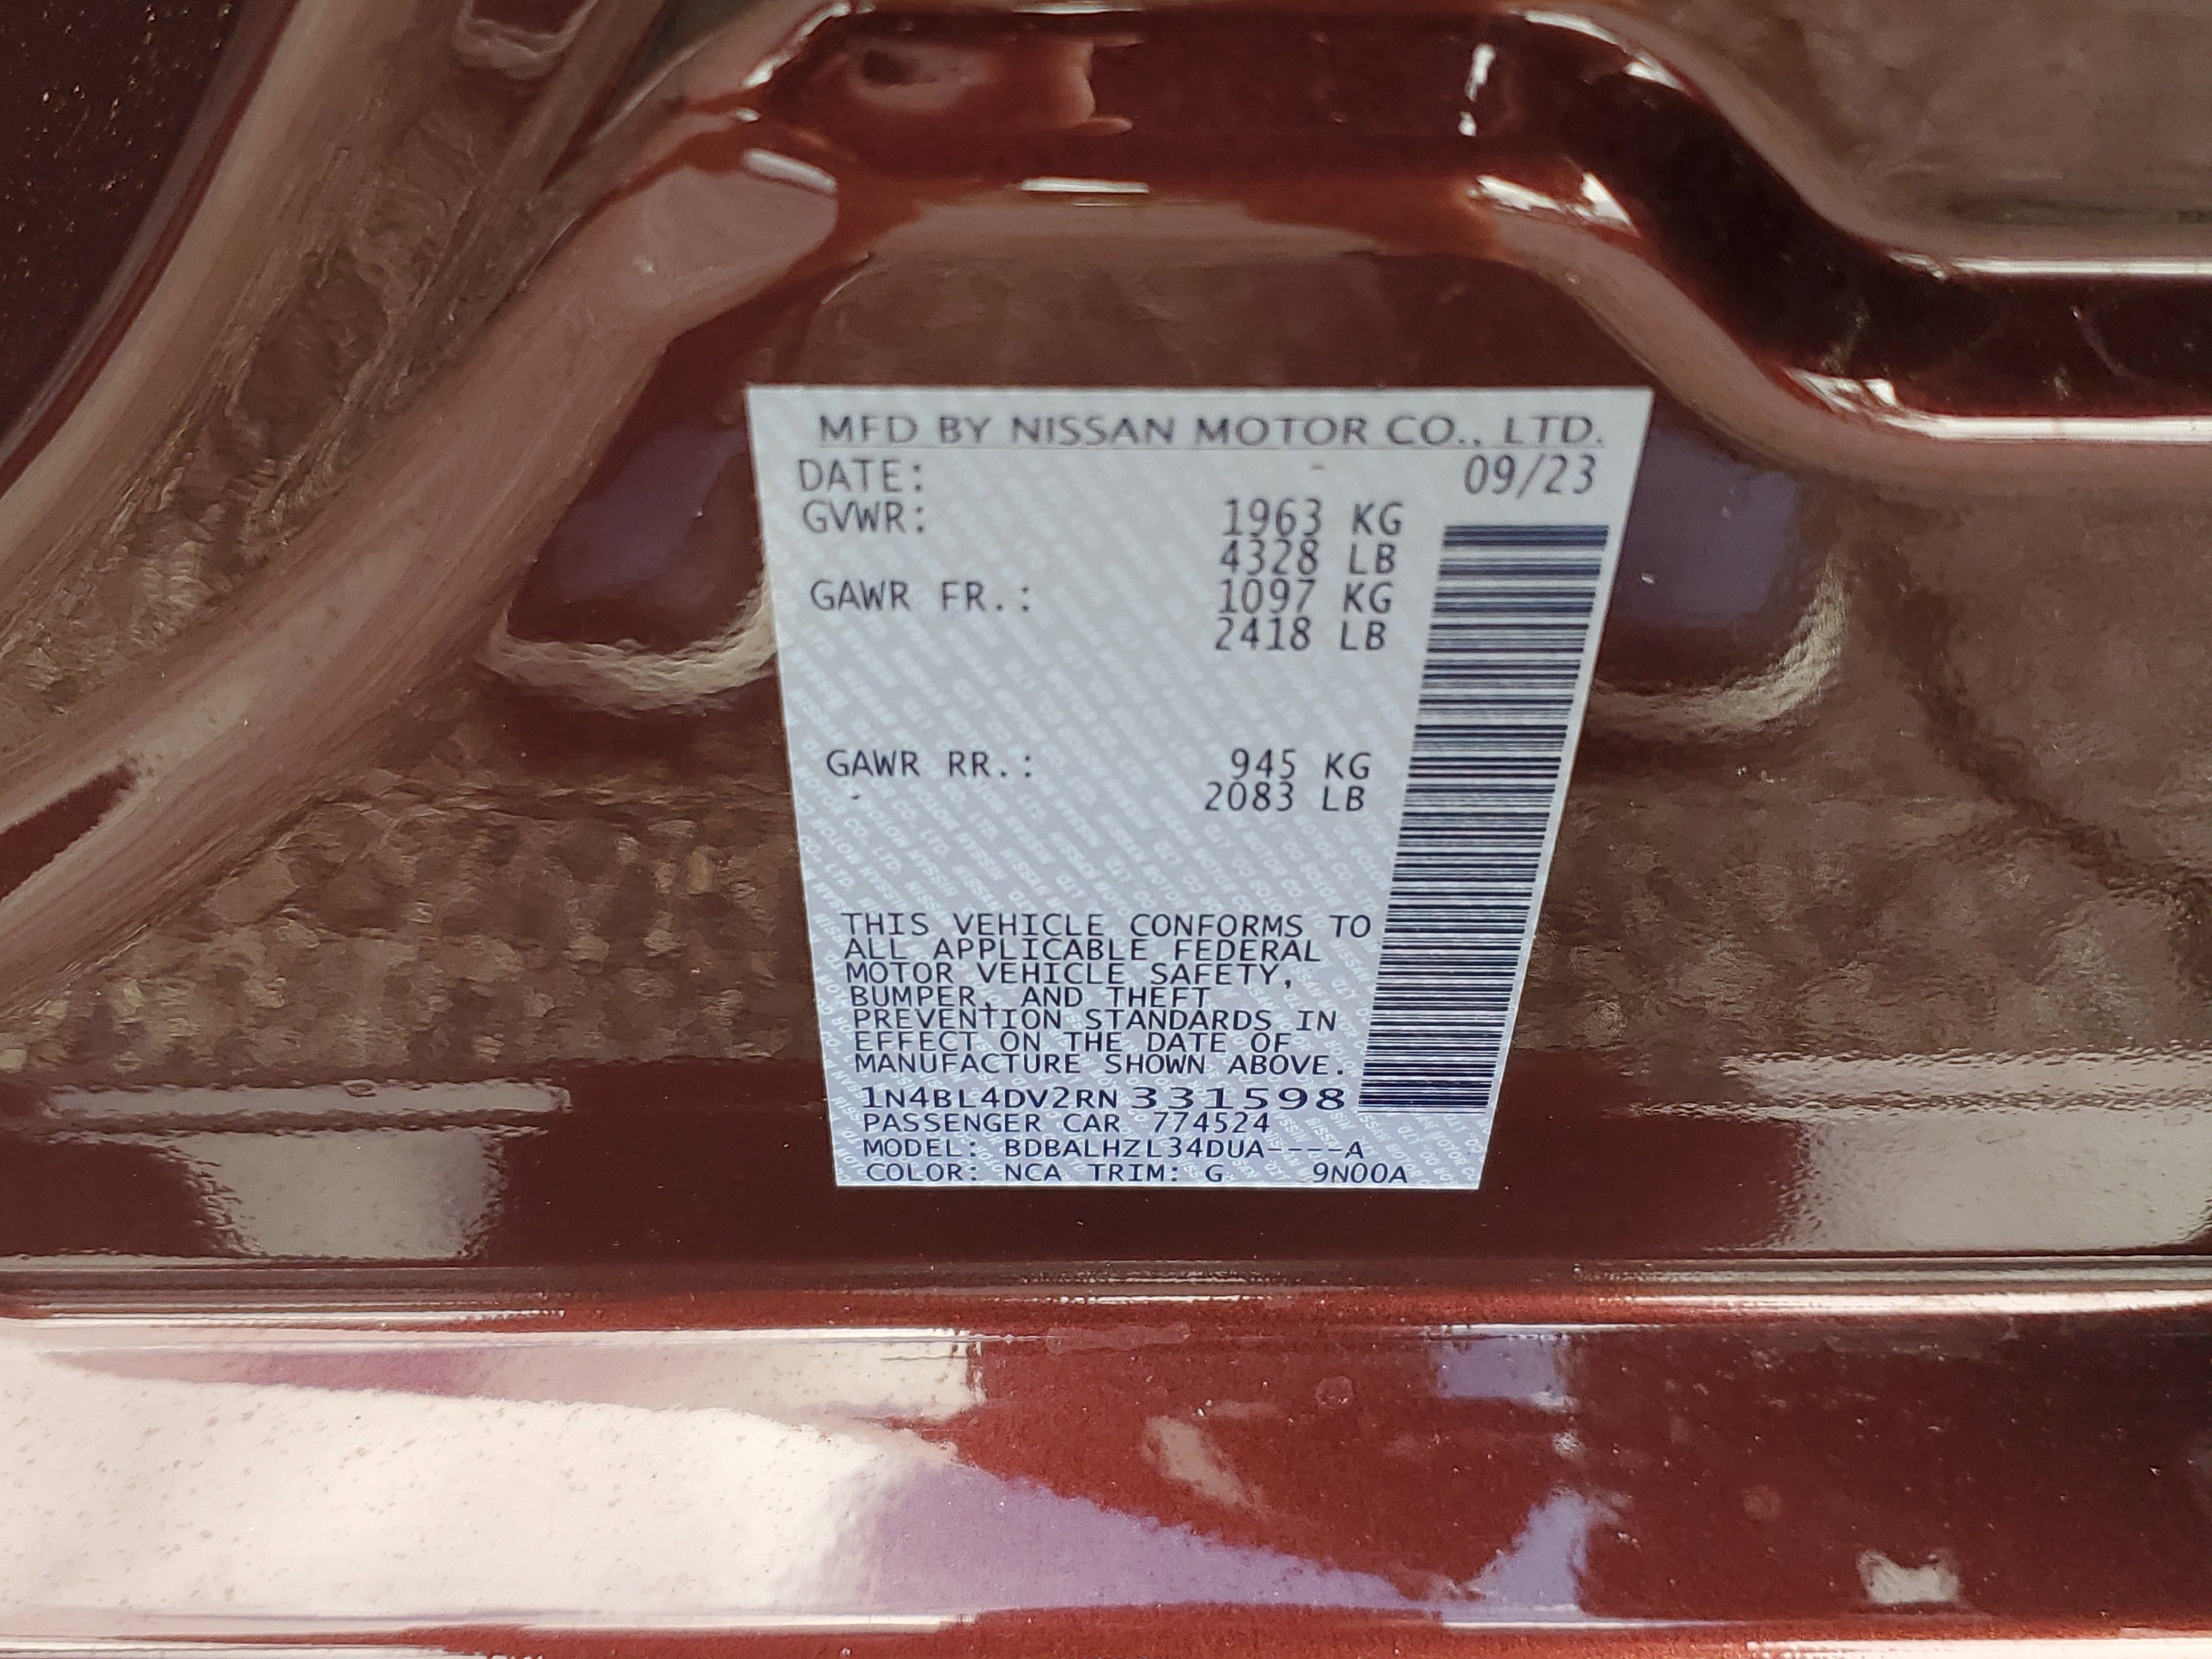 MFD BY NISSAN MOTOR CO., LTD.
DATE: 09/23
GVWR: 1963 KG
4328 LB
GAWR FR.: 1097 KG
2418 LB
GAWR RR.: 945 KG
2083 LB
THIS VEHICLE CONFORMS TO
ALL APPLICABLE FEDERAL
MOTOR VEHICLE SAFETY,
BUMPER, AND THEFT
PREVENTION STANDARDS IN
EFFECT ON THE DATE OF
MANUFACTURE SHOWN ABOVE.
1N4BL4DV2RN331598
PASSENGER CAR 774524
MODEL: BDBALHZL34DUA----A
COLOR: NCA TRIM: G 9N00A